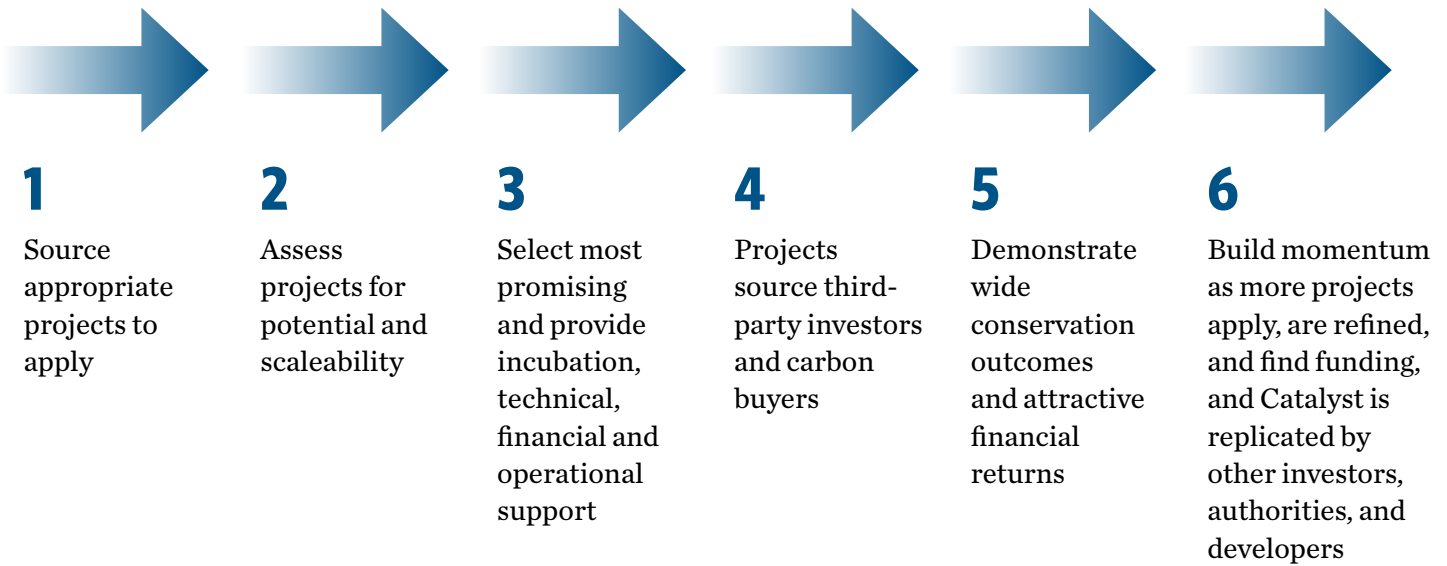 1
Source
appropriate
projects to
apply
2
Assess
projects for
potential and
scaleability
3
Select most
promising
and provide
incubation,
technical,
financial and
operational
support
4
Projects
source third-
party investors
and carbon
buyers
5
Demonstrate
wide
conservation
outcomes
and attractive
financial
returns
6
Build momentum
as more projects
apply, are refined,
and find funding,
and Catalyst is
replicated by
other investors,
authorities, and
developers